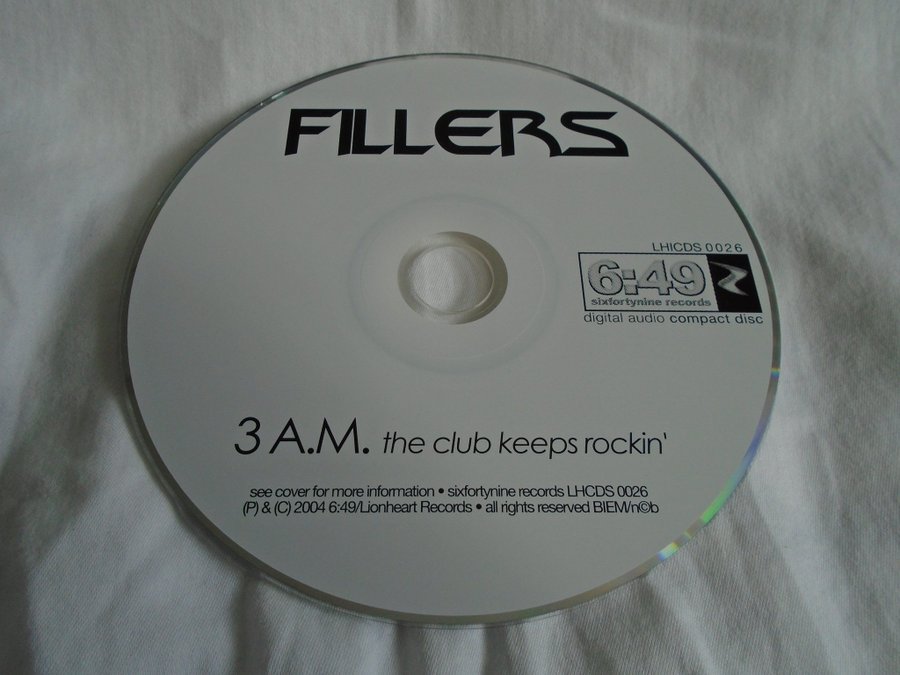 FILLERS
LHICDS 0026
6:49
sixfortynine records
digital audio compact disc
3 A.M. the club keeps rockin'
see cover for more information • sixfortynine records LHCDS 0026
(P) & (C) 2004 6:49/Lionheart Records • all rights reserved BIEM/n©b